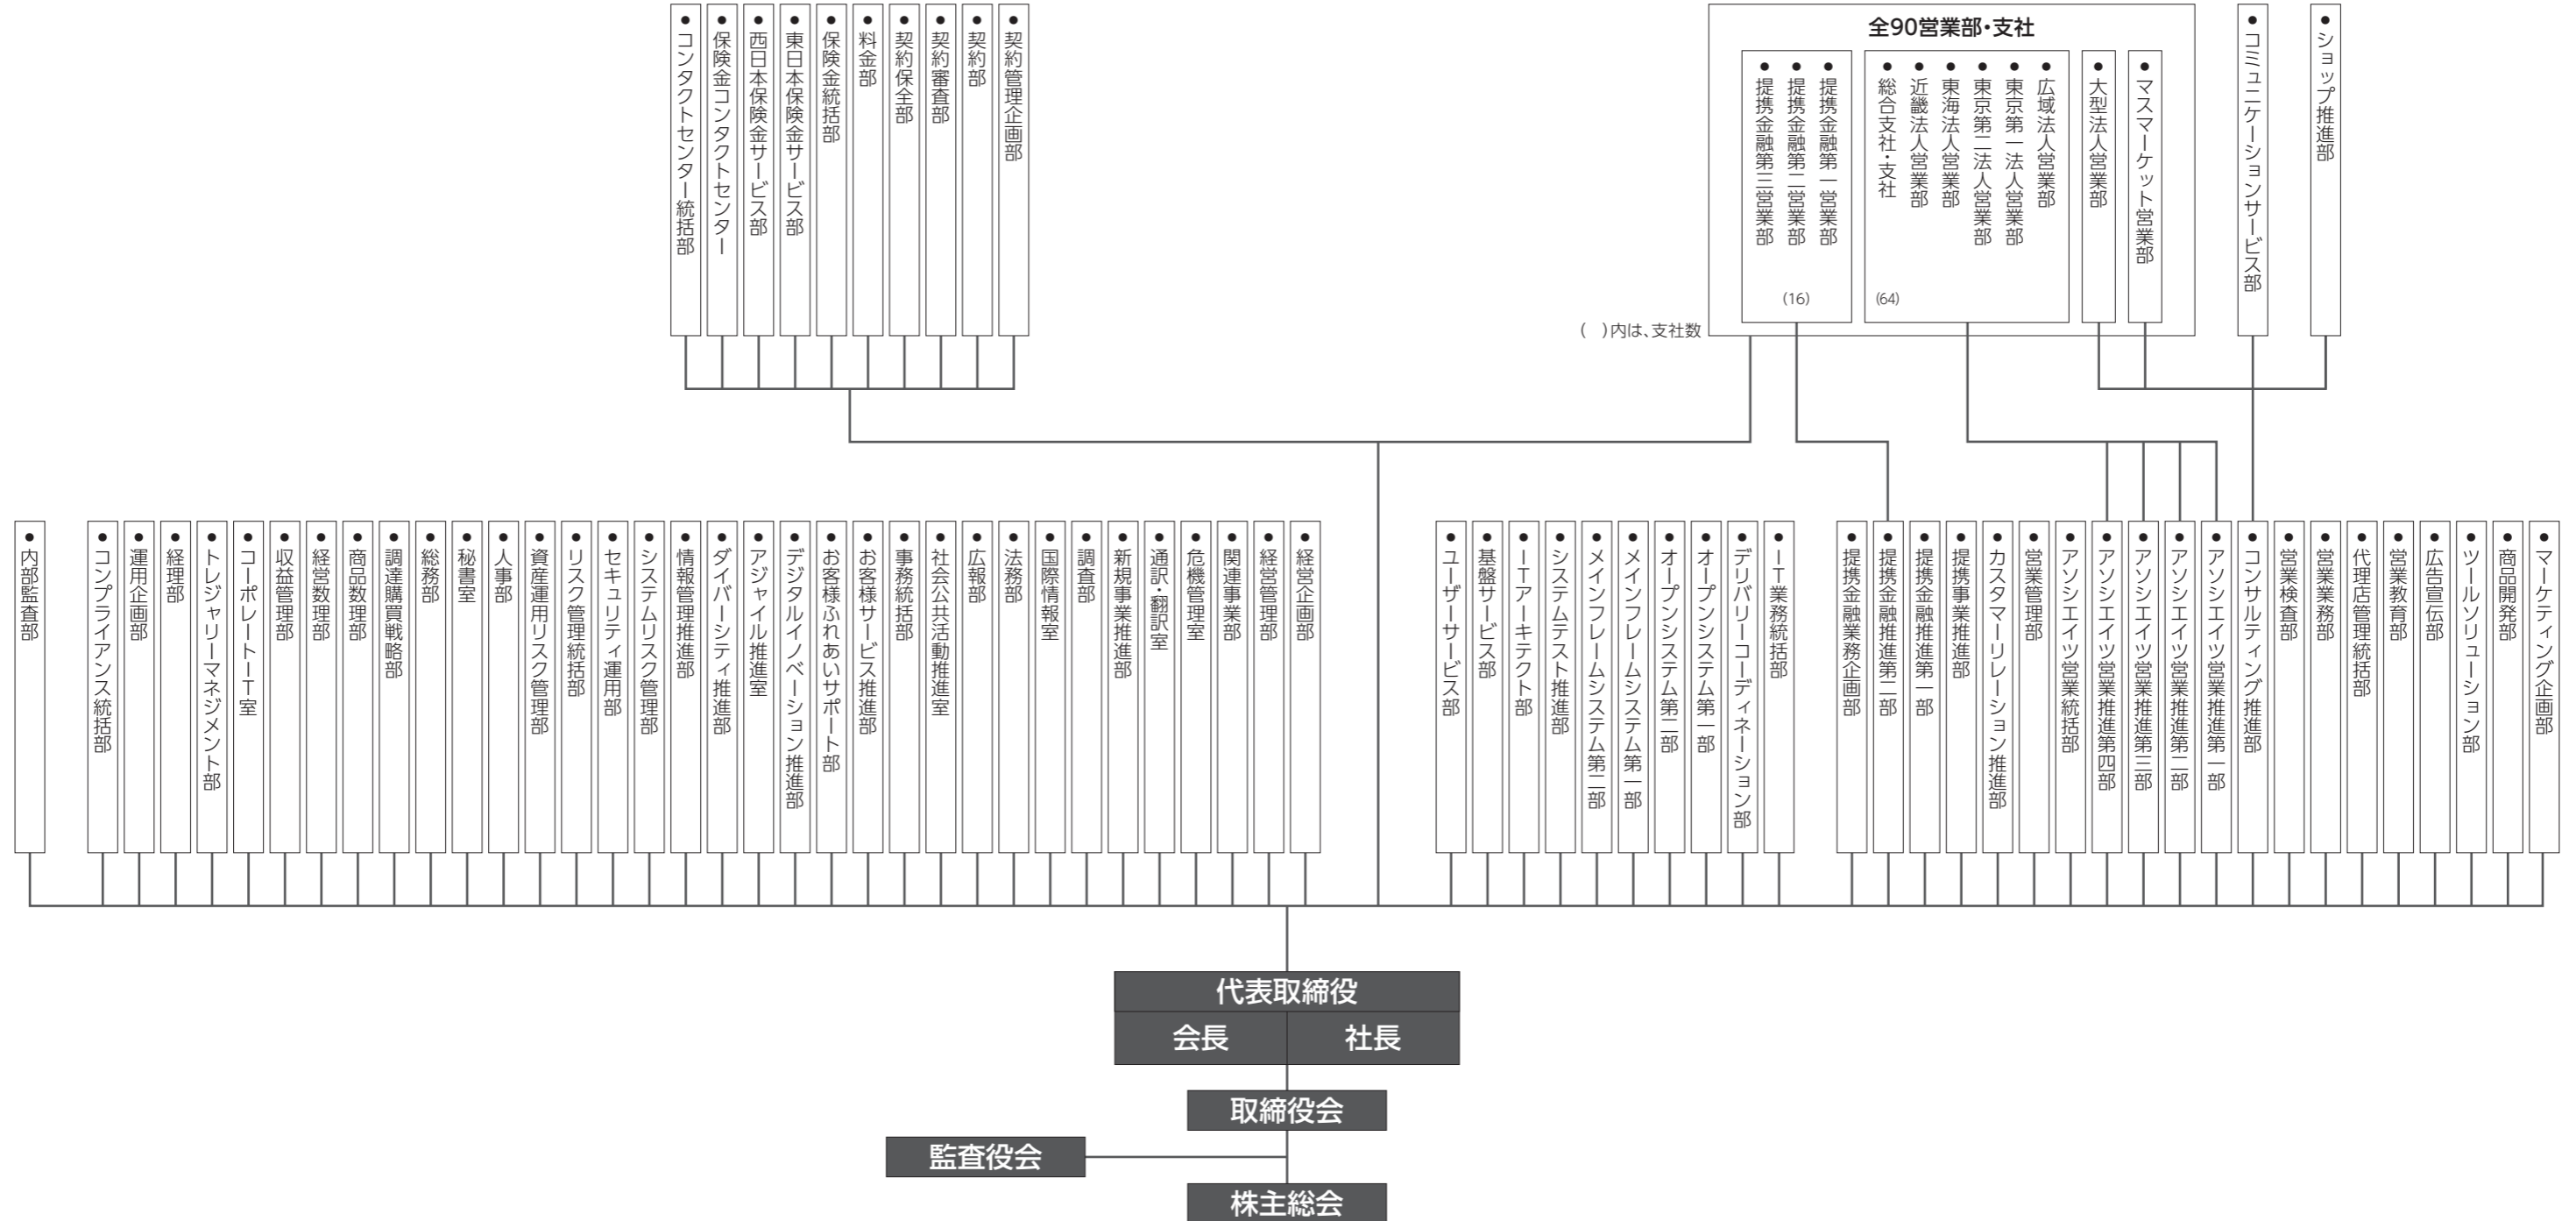 コンタクトセンター統括部
保険金コンタクトセンター
西日本保険金サービス部
東日本保険金サービス部
保険金統括部
料金部
契約保全部
契約審査部
契約部
契約管理企画部
全90営業部・支社
提携金融第三営業部
提携金融第二営業部
提携金融第一営業部
(16)
総合支社・支社
近畿法人営業部
東海法人営業部
東京第二法人営業部
東京第一法人営業部
広域法人営業部
(64)
大型法人営業部
マスマーケット営業部
コミュニケーションサービス部
ショップ推進部
( )内は、支社数
内部監査部
コンプライアンス統括部
運用企画部
経理部
トレジャリーマネジメント部
コーポレートIT室
収益管理部
経営数理部
商品数理部
調達購買戦略部
総務部
秘書室
人事部
資産運用リスク管理部
リスク管理統括部
セキュリティ運用部
システムリスク管理部
情報管理推進部
ダイバーシティ推進部
アジャイル推進室
デジタルイノベーション推進部
お客様ふれあいサポート部
お客様サービス推進部
事務統括部
社会公共活動推進室
広報部
法務部
国際情報室
調査部
新規事業推進部
通訳・翻訳室
危機管理室
関連事業部
経営管理部
経営企画部
ユーザーサービス部
基盤サービス部
ITアーキテクト部
システムテスト推進部
メインフレームシステム第二部
メインフレームシステム第一部
オープンシステム第二部
オープンシステム第一部
デリバリーコーディネーション部
IT業務統括部
提携金融業務企画部
提携金融推進第二部
提携金融推進第一部
提携事業推進部
カスタマーリレーション推進部
営業管理部
アソシエイツ営業統括部
アソシエイツ営業推進第四部
アソシエイツ営業推進第三部
アソシエイツ営業推進第二部
アソシエイツ営業推進第一部
コンサルティング推進部
営業検査部
営業業務部
代理店管理統括部
営業教育部
広告宣伝部
ツールソリューション部
商品開発部
マーケティング企画部
代表取締役
会長
社長
取締役会
監査役会
株主総会